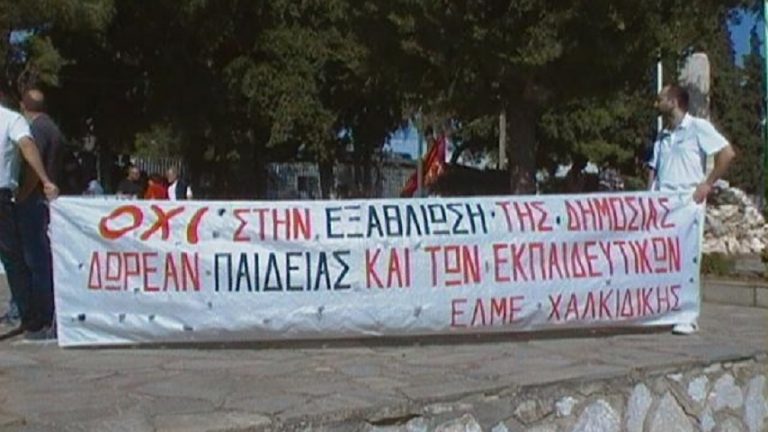 ΟΧΙ ΣΤΗΝ ΕΞΑΘΛΙΩΣΗ ΤΗΣ ΔΗΜΟΣΙΑΣ
ΔΩΡΕΑΝ ΠΑΙΔΕΙΑΣ ΚΑΙ ΤΩΝ ΕΚΠΑΙΔΕΥΤΙΚΩΝ
ΕΛΜΕ ΧΑΛΚΙΔΙΚΗΣ